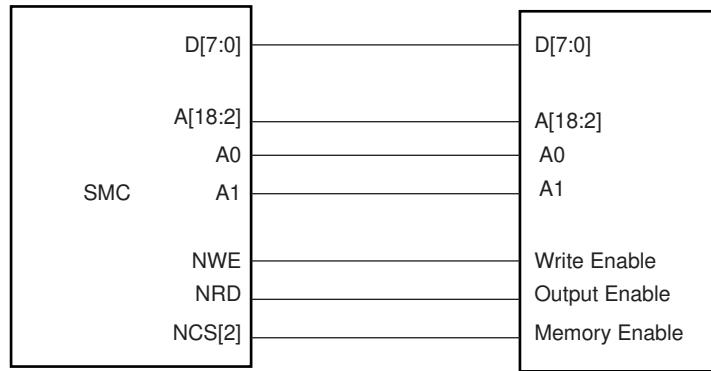 D[7:0] D[7:0]
A[18:2] A[18:2]
A0 A0
SMC A1 A1
NWE Write Enable
NRD Output Enable
NCS[2] Memory Enable